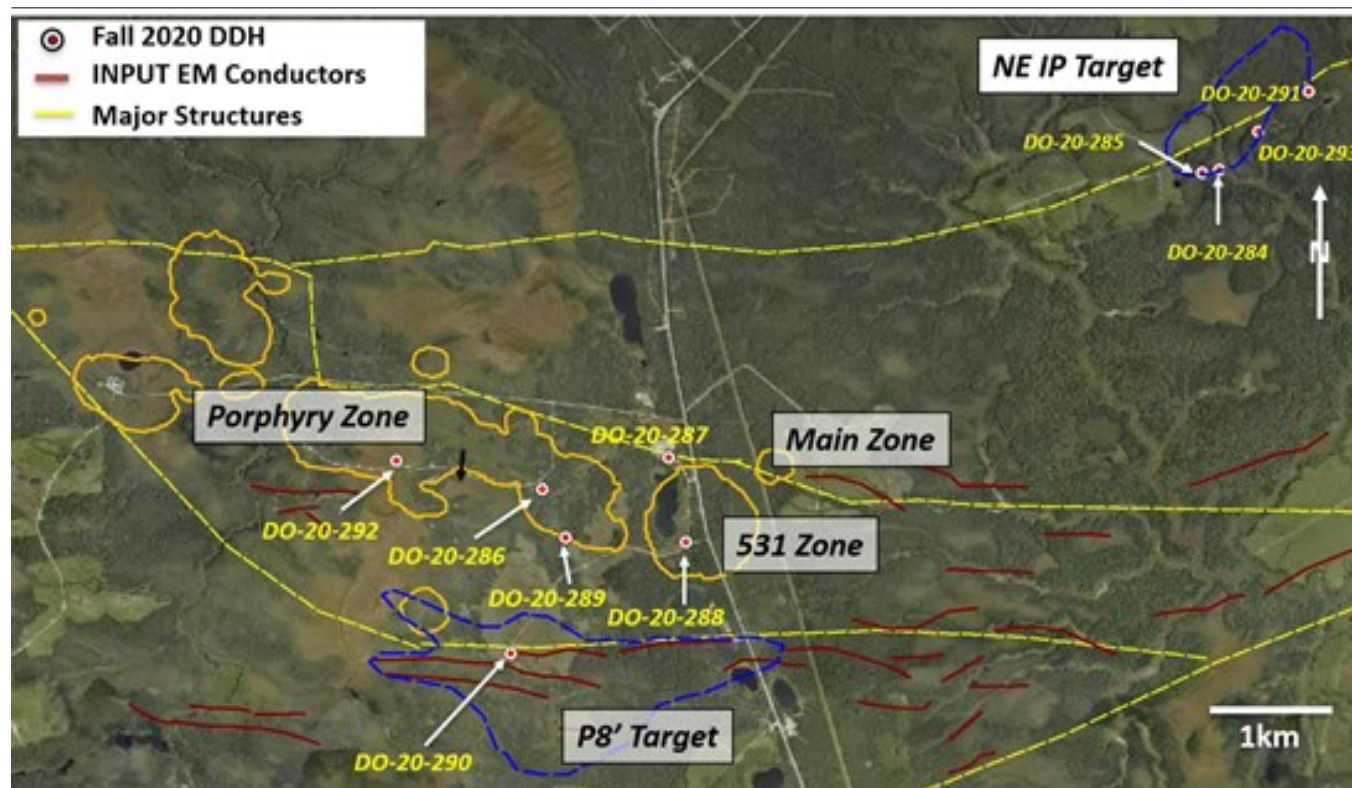 Fall 2020 DDH
INPUT EM Conductors
Major Structures
NE IP Target
DO-20-291
DO-20-285
DO-20-293
DO-20-284
N
Porphyry Zone
DO-20-287
Main Zone
DO-20-292
DO-20-286
531 Zone
DO-20-289
DO-20-288
P8' Target
1km
DO-20-290